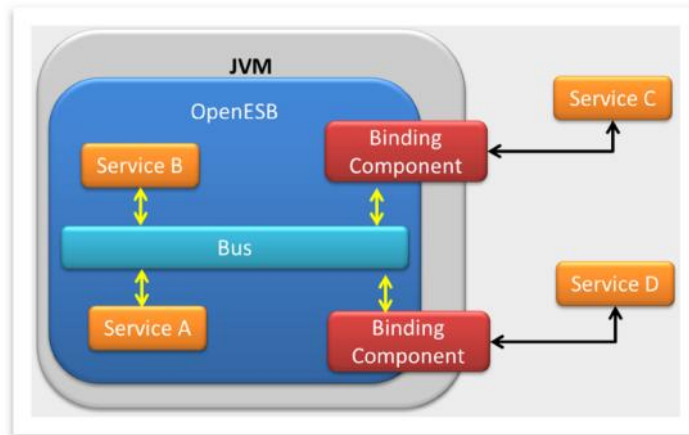 JVM
OpenESB
Service B
Binding
Component
Service C
Bus
Service A
Binding
Component
Service D